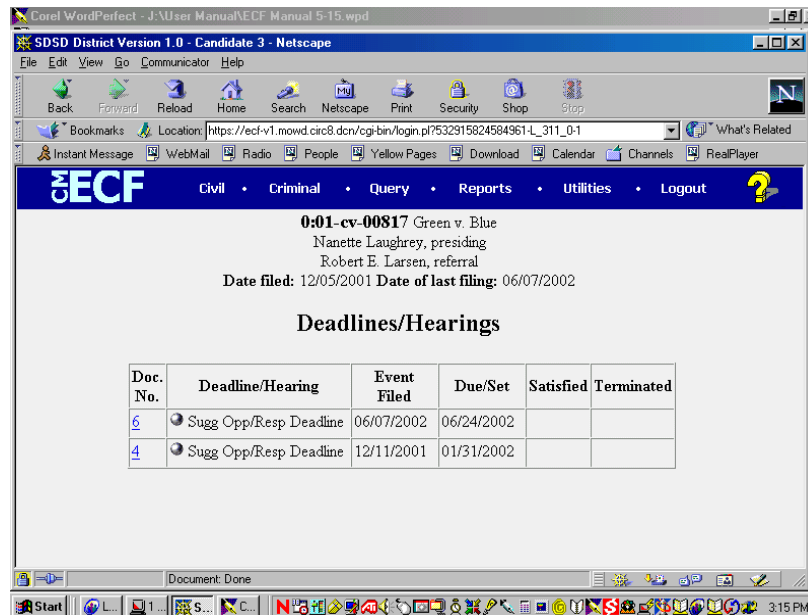 Corel WordPerfect - J:\User Manual\ECF Manual 5-15.wpd
SDSD District Version 1.0 - Candidate 3 - Netscape
File Edit View Go Communicator Help
Back Forward Reload Home Search Netscape Print Security Shop Stop
My
N
Bookmarks Location: https://ecf-v1.mowd.circ8.dcn/cgi-bin/login.pl?532915824584961-L_311_0-1 What's Related
Instant Message WebMail Radio People Yellow Pages Download Calendar Channels RealPlayer
CM ECF Civil • Criminal • Query • Reports • Utilities • Logout ?
0:01-cv-00817 Green v. Blue
Nanette Laughrey, presiding
Robert E. Larsen, referral
Date filed: 12/05/2001 Date of last filing: 06/07/2002
Deadlines/Hearings
Doc. No. Deadline/Hearing Event Filed Due/Set Satisfied Terminated
6 Sugg Opp/Resp Deadline 06/07/2002 06/24/2002
4 Sugg Opp/Resp Deadline 12/11/2001 01/31/2002
Document: Done
Start L... 1... S... C... 3:15 PM